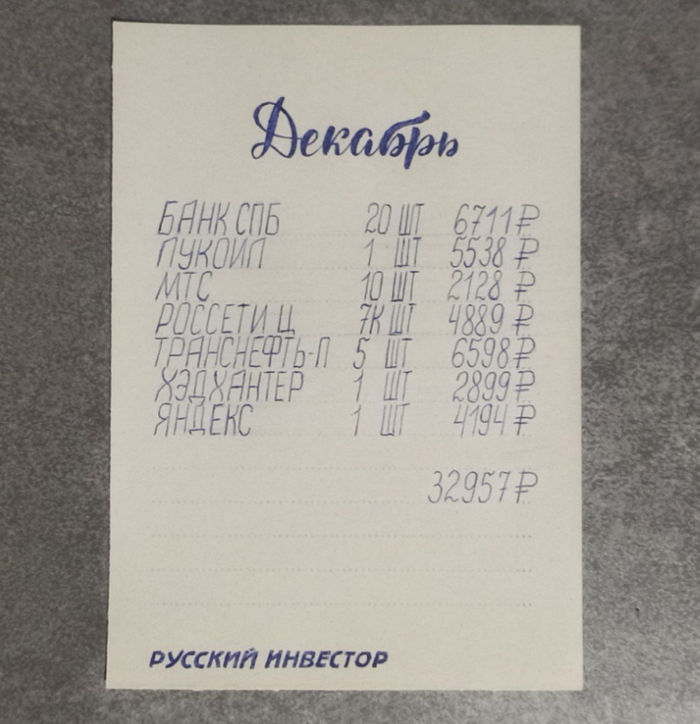 Декабрь
БАНК СПБ 20 ШТ 6711 ₽
ЛУКОЙЛ 1 ШТ 5538 ₽
МТС 10 ШТ 2128 ₽
РОССЕТИ Ц 7К ШТ 4889 ₽
ТРАНСНЕФТЬ-П 5 ШТ 6598 ₽
ХЭДХАНТЕР 1 ШТ 2899 ₽
ЯНДЕКС 1 ШТ 4194 ₽
32957 ₽
РУССКИЙ ИНВЕСТОР